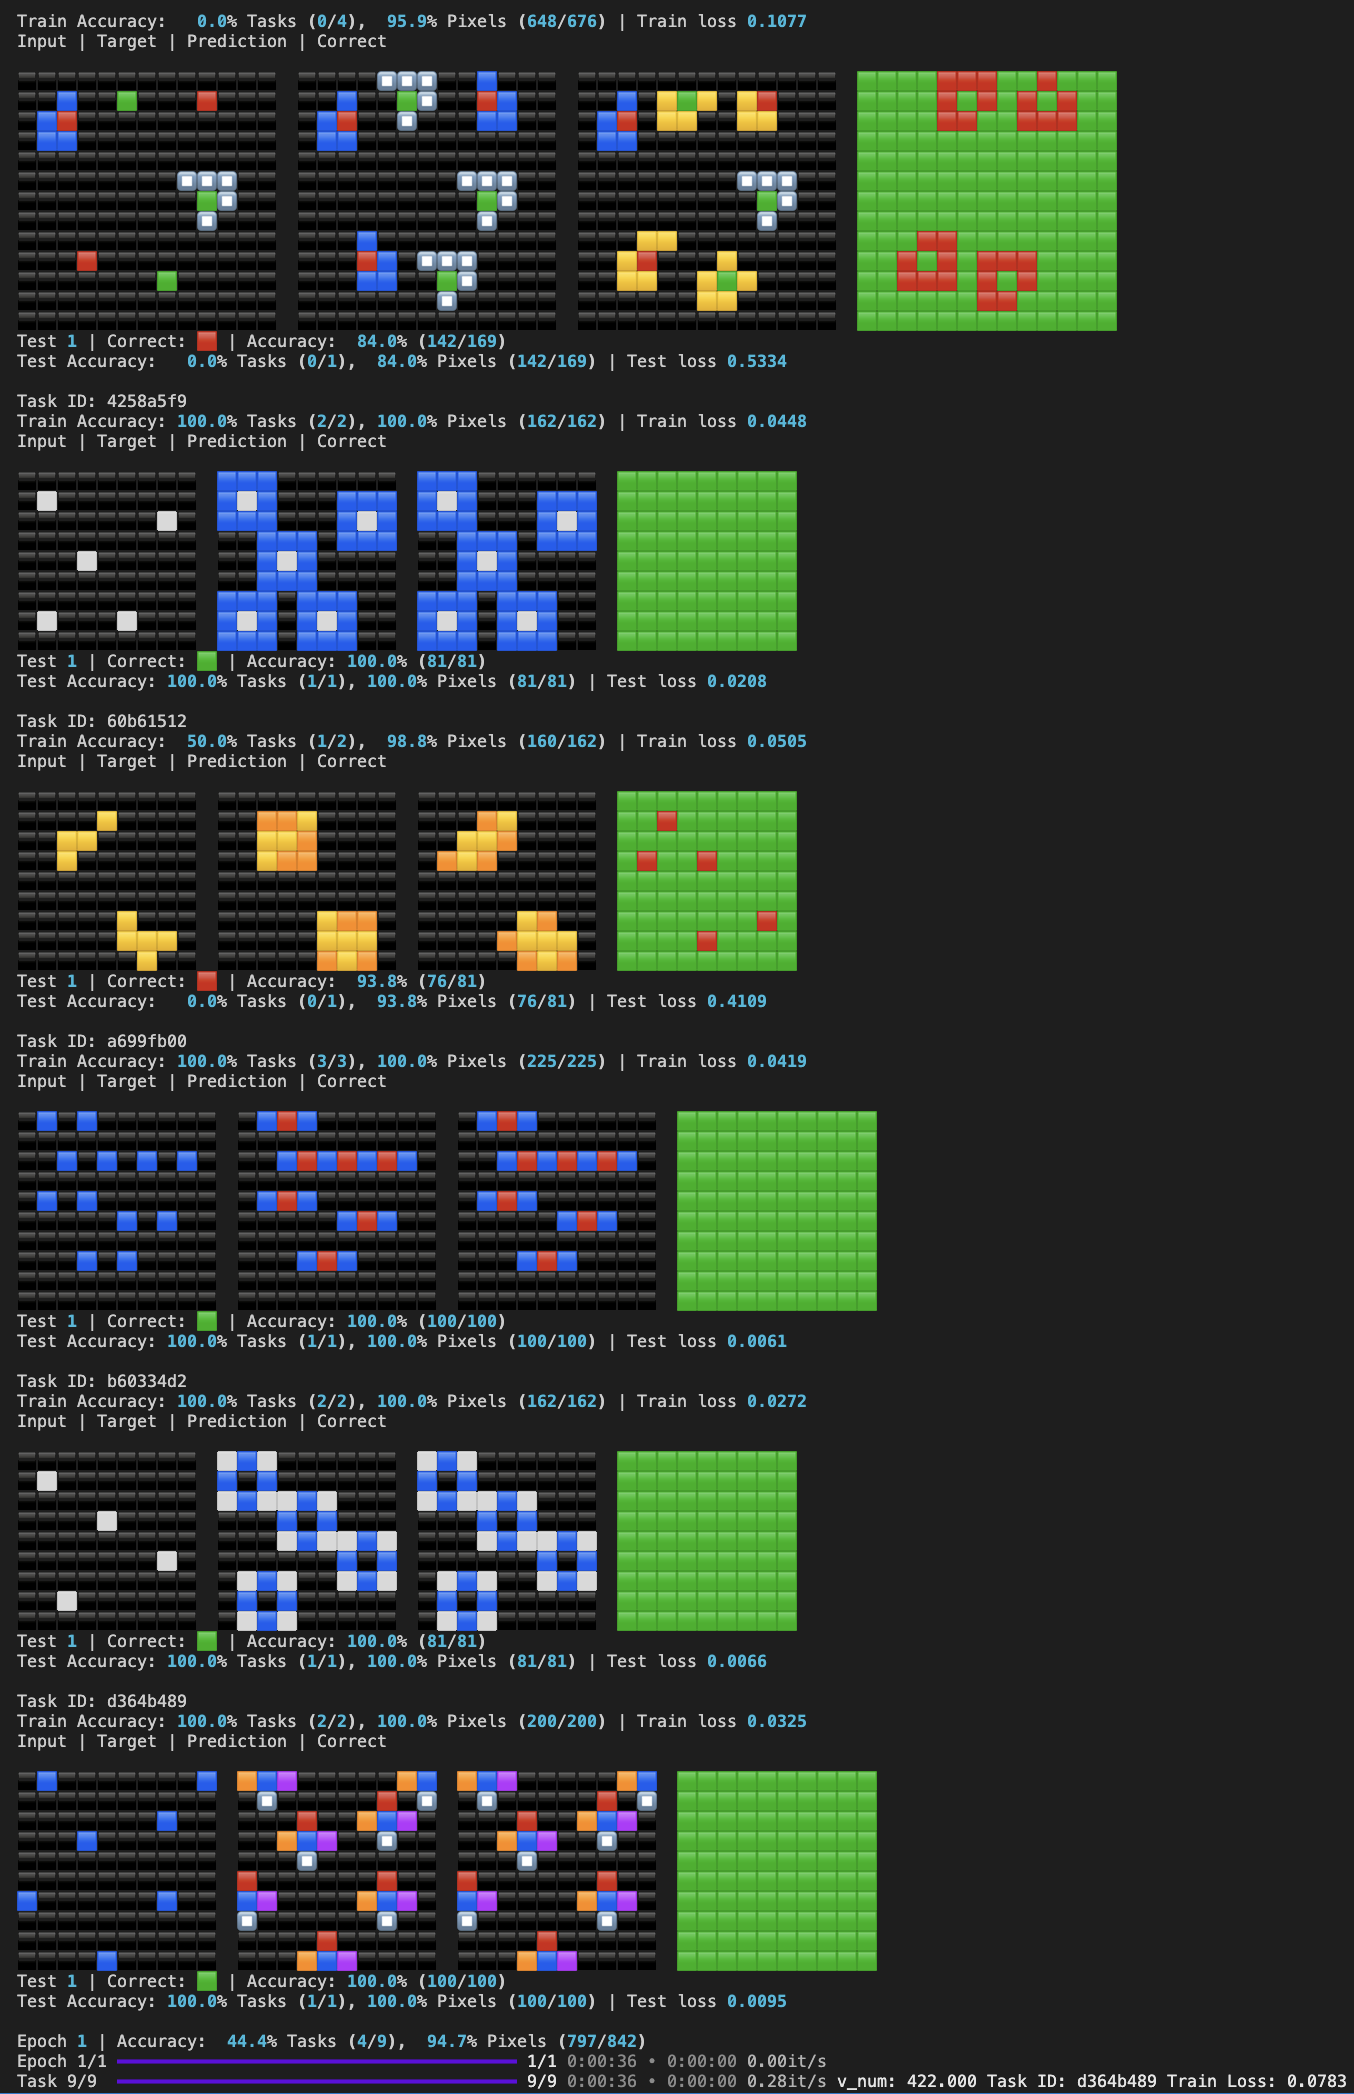 Train Accuracy:   0.0% Tasks (0/4),  95.9% Pixels (648/676) | Train loss 0.1077
Input | Target | Prediction | Correct
Test 1 | Correct: | Accuracy:  84.0% (142/169)
Test Accuracy:   0.0% Tasks (0/1),  84.0% Pixels (142/169) | Test loss 0.5334
Task ID: 4258a5f9
Train Accuracy: 100.0% Tasks (2/2), 100.0% Pixels (162/162) | Train loss 0.0448
Input | Target | Prediction | Correct
Test 1 | Correct: | Accuracy: 100.0% (81/81)
Test Accuracy: 100.0% Tasks (1/1), 100.0% Pixels (81/81) | Test loss 0.0208
Task ID: 60b61512
Train Accuracy:  50.0% Tasks (1/2),  98.8% Pixels (160/162) | Train loss 0.0505
Input | Target | Prediction | Correct
Test 1 | Correct: | Accuracy:  93.8% (76/81)
Test Accuracy:   0.0% Tasks (0/1),  93.8% Pixels (76/81) | Test loss 0.4109
Task ID: a699fb00
Train Accuracy: 100.0% Tasks (3/3), 100.0% Pixels (225/225) | Train loss 0.0419
Input | Target | Prediction | Correct
Test 1 | Correct: | Accuracy: 100.0% (100/100)
Test Accuracy: 100.0% Tasks (1/1), 100.0% Pixels (100/100) | Test loss 0.0061
Task ID: b60334d2
Train Accuracy: 100.0% Tasks (2/2), 100.0% Pixels (162/162) | Train loss 0.0272
Input | Target | Prediction | Correct
Test 1 | Correct: | Accuracy: 100.0% (81/81)
Test Accuracy: 100.0% Tasks (1/1), 100.0% Pixels (81/81) | Test loss 0.0066
Task ID: d364b489
Train Accuracy: 100.0% Tasks (2/2), 100.0% Pixels (200/200) | Train loss 0.0325
Input | Target | Prediction | Correct
Test 1 | Correct: | Accuracy: 100.0% (100/100)
Test Accuracy: 100.0% Tasks (1/1), 100.0% Pixels (100/100) | Test loss 0.0095
Epoch 1 | Accuracy:  44.4% Tasks (4/9),  94.7% Pixels (797/842)
Epoch 1/1 1/1 0:00:36 • 0:00:00 0.00it/s
Task 9/9 9/9 0:00:36 • 0:00:00 0.28it/s v_num: 422.000 Task ID: d364b489 Train Loss: 0.0783